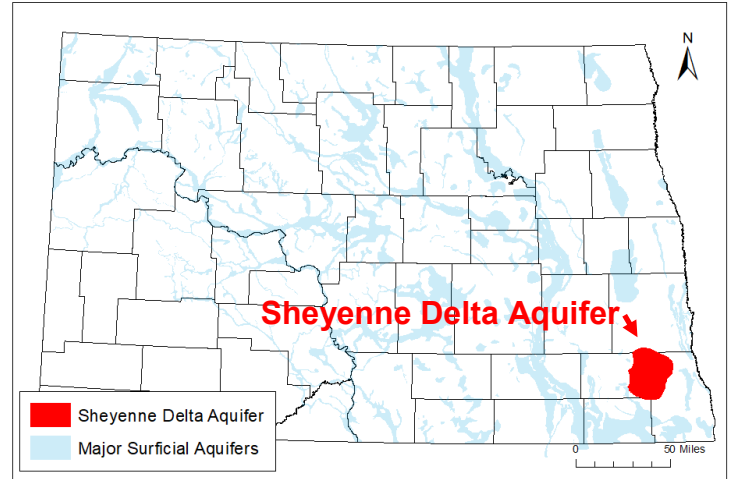 N
Sheyenne Delta Aquifer
Sheyenne Delta Aquifer
Major Surficial Aquifers
0 50 Miles